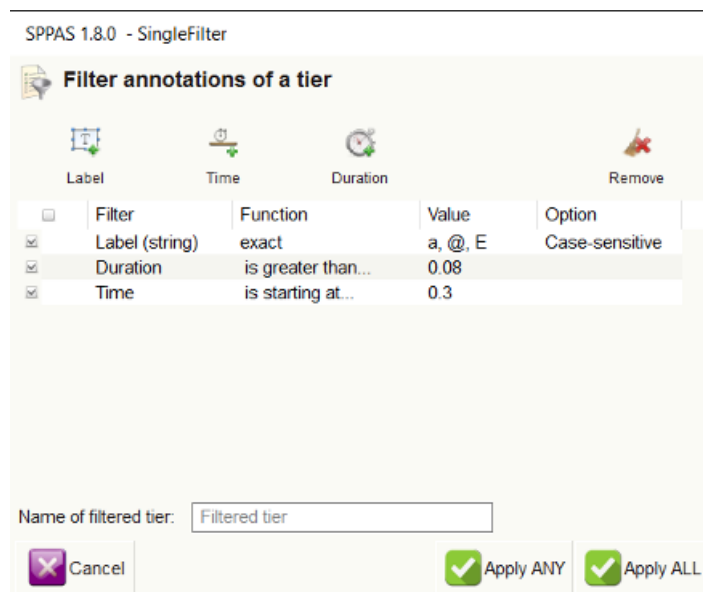 SPPAS 1.8.0 - SingleFilter
Filter annotations of a tier
T
Label Time Duration Remove
Filter Function Value Option
Label (string) exact a, @, E Case-sensitive
Duration is greater than... 0.08
Time is starting at... 0.3
Name of filtered tier: Filtered tier
Cancel Apply ANY Apply ALL